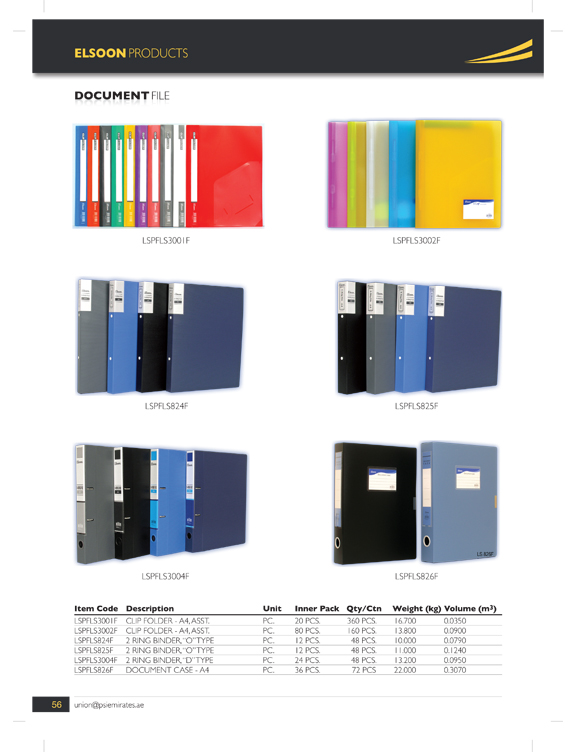 ELSOON PRODUCTS
DOCUMENT FILE
LSPFLS3001F
LSPFLS3002F
LSPFLS824F
LSPFLS825F
LS 826F
LSPFLS3004F
LSPFLS826F
Item Code Description Unit Inner Pack Qty/Ctn Weight (kg) Volume (m³)
LSPFLS3001F CLIP FOLDER - A4, ASST. PC. 20 PCS. 360 PCS. 16.700 0.0350
LSPFLS3002F CLIP FOLDER - A4, ASST. PC. 80 PCS. 160 PCS. 13.800 0.0900
LSPFLS824F 2 RING BINDER, "O"TYPE PC. 12 PCS. 48 PCS. 10.000 0.0790
LSPFLS825F 2 RING BINDER, "O"TYPE PC. 12 PCS. 48 PCS. 11.000 0.1240
LSPFLS3004F 2 RING BINDER, "D"TYPE PC. 24 PCS. 48 PCS. 13.200 0.0950
LSPFLS826F DOCUMENT CASE - A4 PC. 36 PCS. 72 PCS 22.000 0.3070
56 union@psiemirates.ae